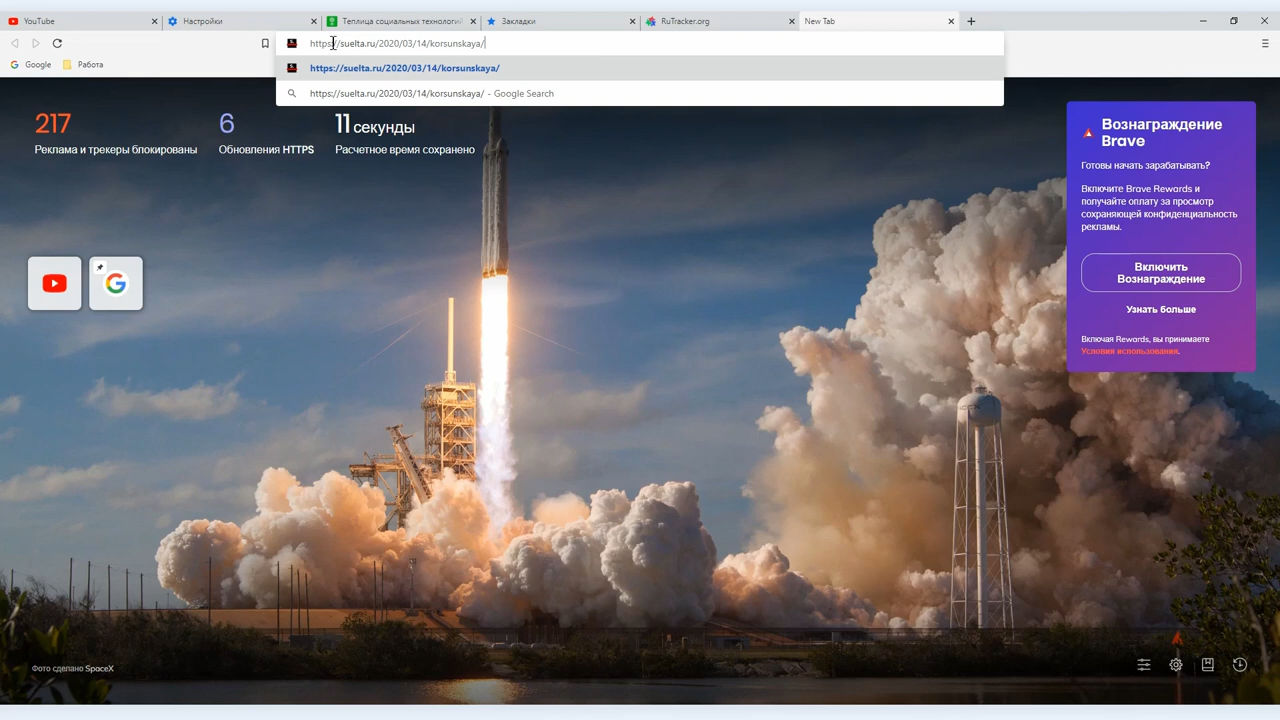 YouTube
Настройки
Теплица социальных технологий
Закладки
RuTracker.org
New Tab
https://suelta.ru/2020/03/14/korsunskaya/
Google
Работа
https://suelta.ru/2020/03/14/korsunskaya/
https://suelta.ru/2020/03/14/korsunskaya/ - Google Search
217
Реклама и трекеры блокированы
6
Обновления HTTPS
11 секунды
Расчетное время сохранено
Вознаграждение
Brave
Готовы начать зарабатывать?
Включите Brave Rewards и
получайте оплату за просмотр
сохраняющей конфиденциальность
рекламы.
Включить
Вознаграждение
Узнать больше
Включая Rewards, вы принимаете
Условия использования.
Фото сделано SpaceX